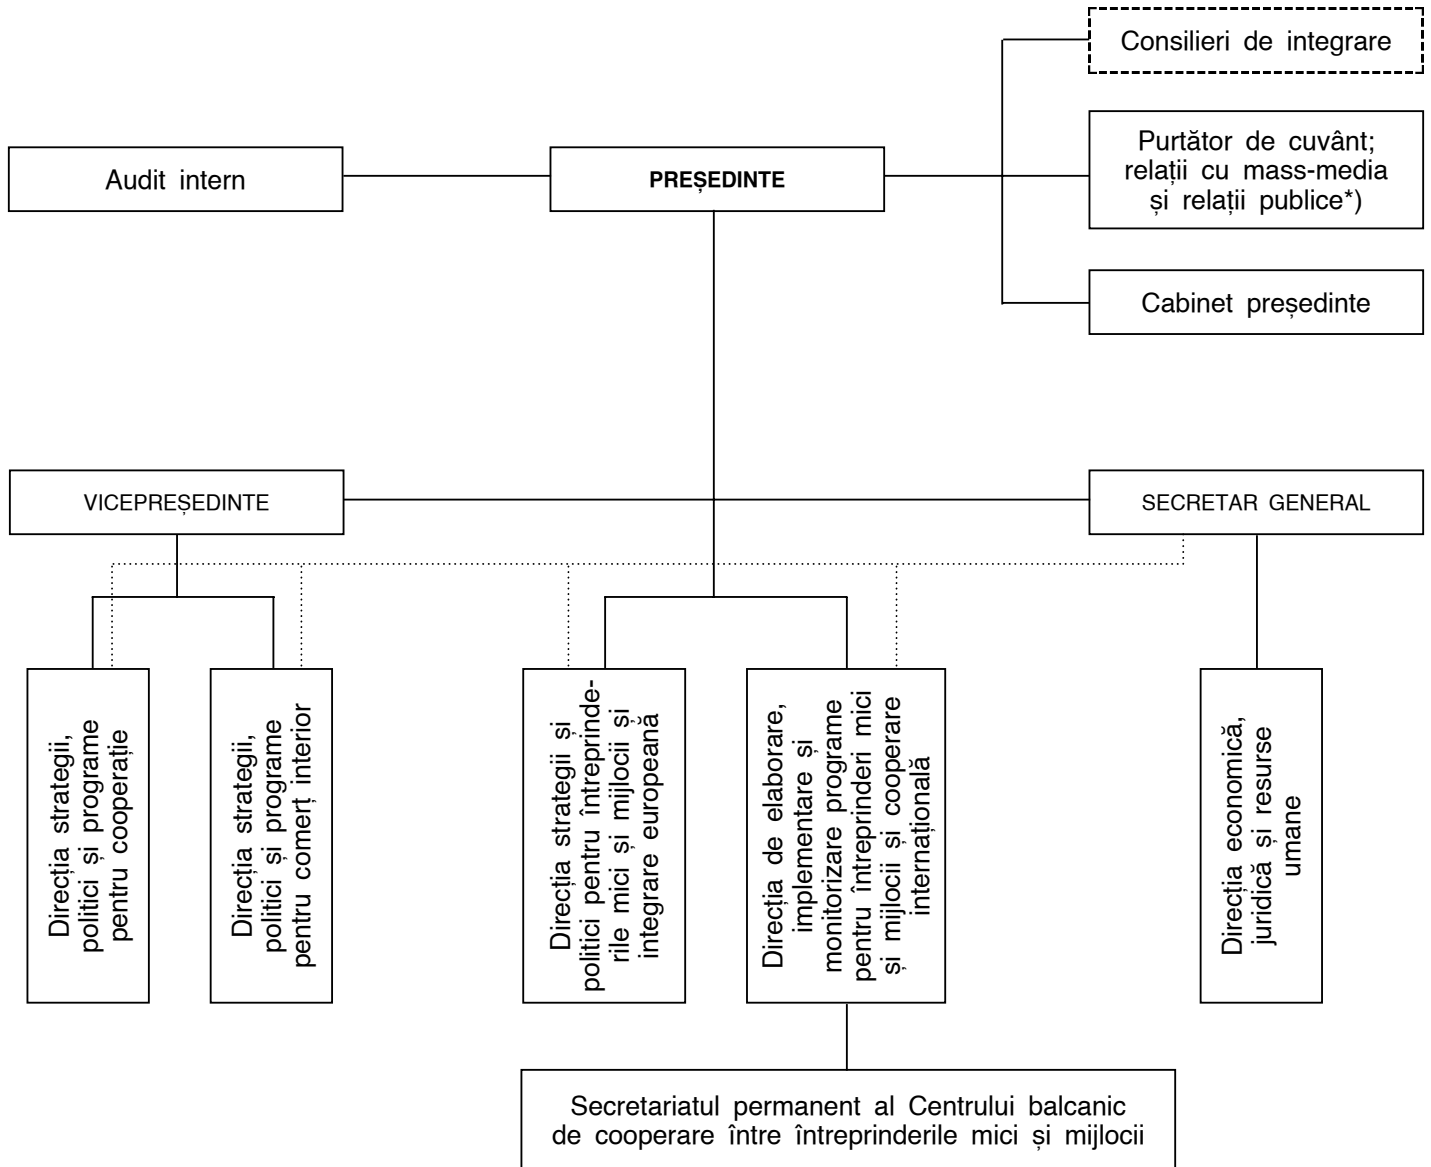 Consilieri de integrare
Purtător de cuvânt;
relații cu mass-media
și relații publice*)
Audit intern
PREȘEDINTE
Cabinet președinte
VICEPREȘEDINTE
SECRETAR GENERAL
Direcția strategii,
politici și programe
pentru cooperație
Direcția strategii,
politici și programe
pentru comerț interior
Direcția strategii și
politici pentru întreprinde-
rile mici și mijlocii și
integrare europeană
Direcția de elaborare,
implementare și
monitorizare programe
pentru întreprinderi mici
și mijlocii și cooperare
internațională
Direcția economică,
juridică și resurse
umane
Secretariatul permanent al Centrului balcanic
de cooperare între întreprinderile mici și mijlocii